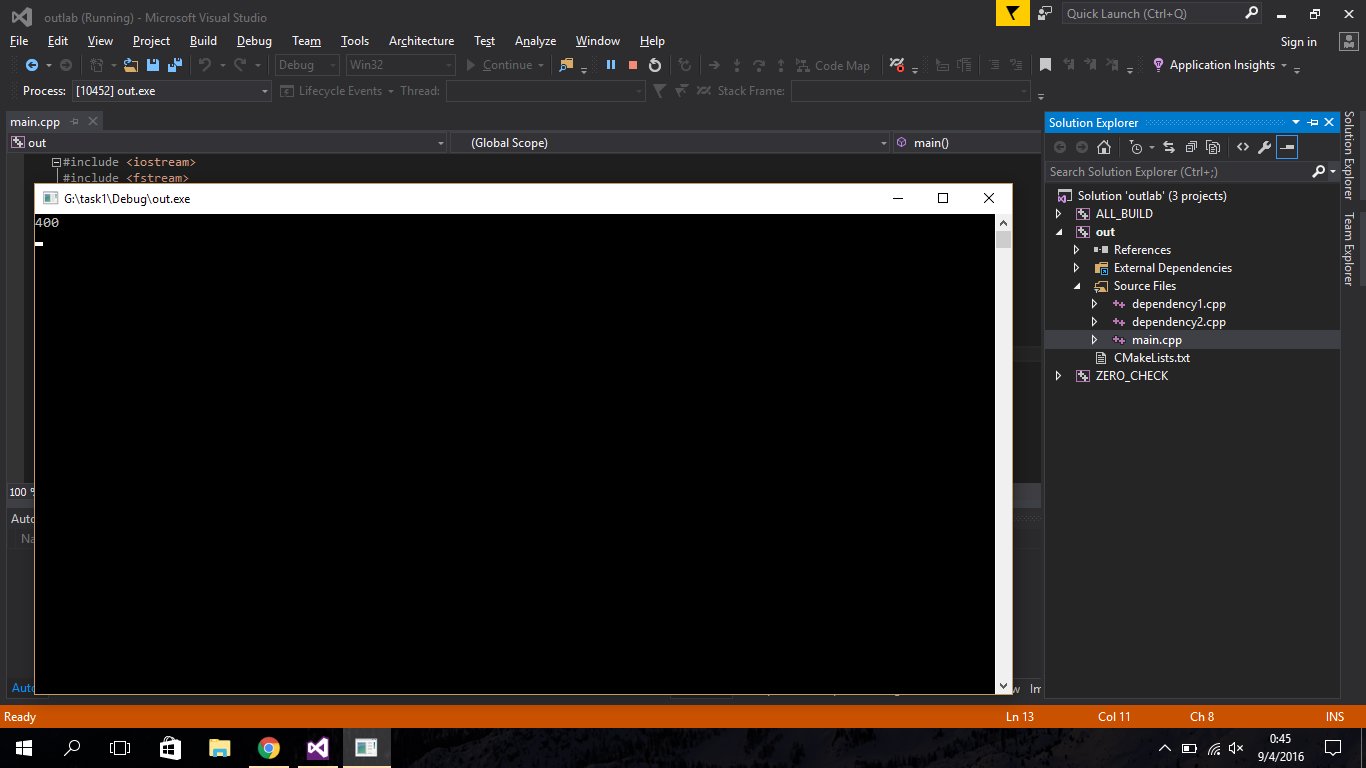 outlab (Running) - Microsoft Visual Studio
Quick Launch (Ctrl+Q)
File Edit View Project Build Debug Team Tools Architecture Test Analyze Window Help
Sign in
Debug Win32 Continue Code Map Application Insights
Process: [10452] out.exe Lifecycle Events Thread: Stack Frame:
main.cpp
out (Global Scope) main()
#include <iostream>
#include <fstream>
G:\task1\Debug\out.exe
400
100 %
Auto
Na
Auto
Solution Explorer
Search Solution Explorer (Ctrl+;)
Solution 'outlab' (3 projects)
ALL_BUILD
out
References
External Dependencies
Source Files
dependency1.cpp
dependency2.cpp
main.cpp
CMakeLists.txt
ZERO_CHECK
Solution Explorer
Team Explorer
Ready Ln 13 Col 11 Ch 8 INS
0:45
9/4/2016